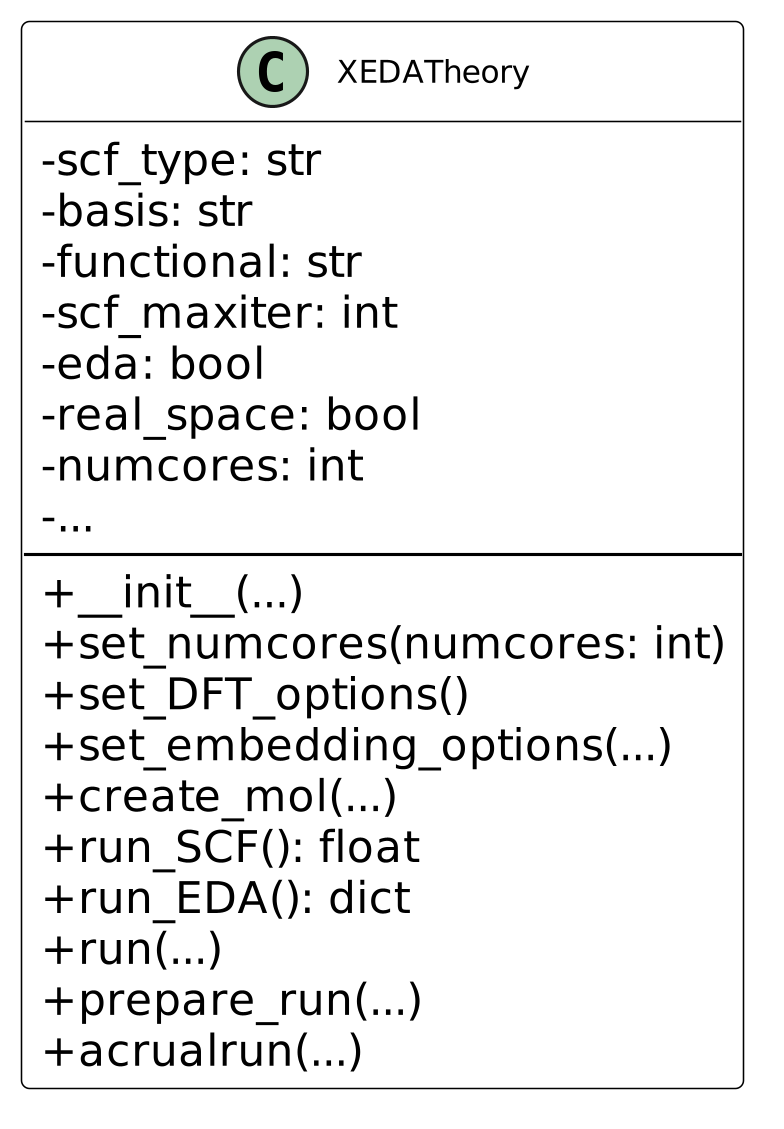 C XEDATheory
-scf_type: str
-basis: str
-functional: str
-scf_maxiter: int
-eda: bool
-real_space: bool
-numcores: int
-...
+__init__(...)
+set_numcores(numcores: int)
+set_DFT_options()
+set_embedding_options(...)
+create_mol(...)
+run_SCF(): float
+run_EDA(): dict
+run(...)
+prepare_run(...)
+acrualrun(...)